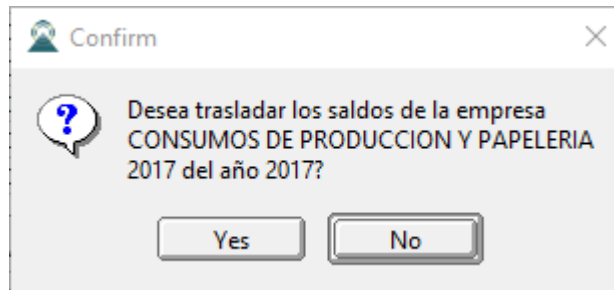 Confirm
Desea trasladar los saldos de la empresa
CONSUMOS DE PRODUCCION Y PAPELERIA
2017 del año 2017?
Yes No